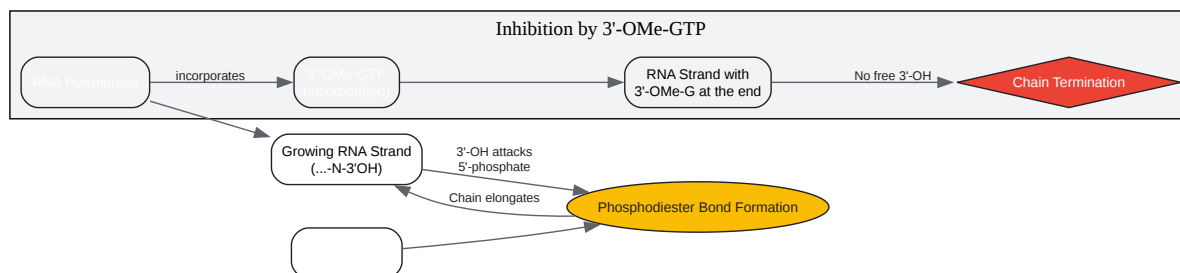 Inhibition by 3'-OMe-GTP
RNA Polymerase
incorporates
3'-OMe-GTP
(incorporated)
RNA Strand with
3'-OMe-G at the end
No free 3'-OH
Chain Termination
Growing RNA Strand
(...-N-3'OH)
3'-OH attacks
5'-phosphate
Chain elongates
Phosphodiester Bond Formation